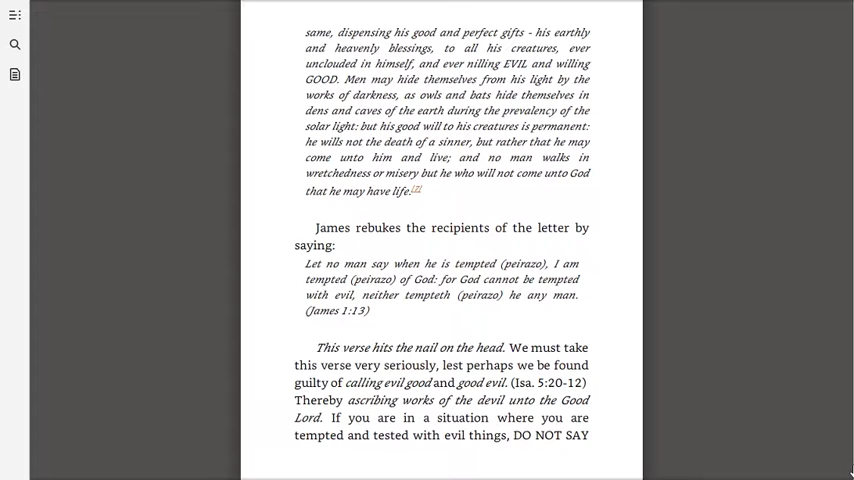 same, dispensing his good and perfect gifts - his earthly
and heavenly blessings, to all his creatures, ever
unclouded in himself, and ever nilling EVIL and willing
GOOD. Men may hide themselves from his light by the
works of darkness, as owls and bats hide themselves in
dens and caves of the earth during the prevalency of the
solar light: but his good will to his creatures is permanent:
he wills not the death of a sinner, but rather that he may
come unto him and live; and no man walks in
wretchedness or misery but he who will not come unto God
that he may have life.[7]
James rebukes the recipients of the letter by
saying:
Let no man say when he is tempted (peirazo), I am
tempted (peirazo) of God: for God cannot be tempted
with evil, neither tempteth (peirazo) he any man.
(James 1:13)
This verse hits the nail on the head. We must take
this verse very seriously, lest perhaps we be found
guilty of calling evil good and good evil. (Isa. 5:20-12)
Thereby ascribing works of the devil unto the Good
Lord. If you are in a situation where you are
tempted and tested with evil things, DO NOT SAY